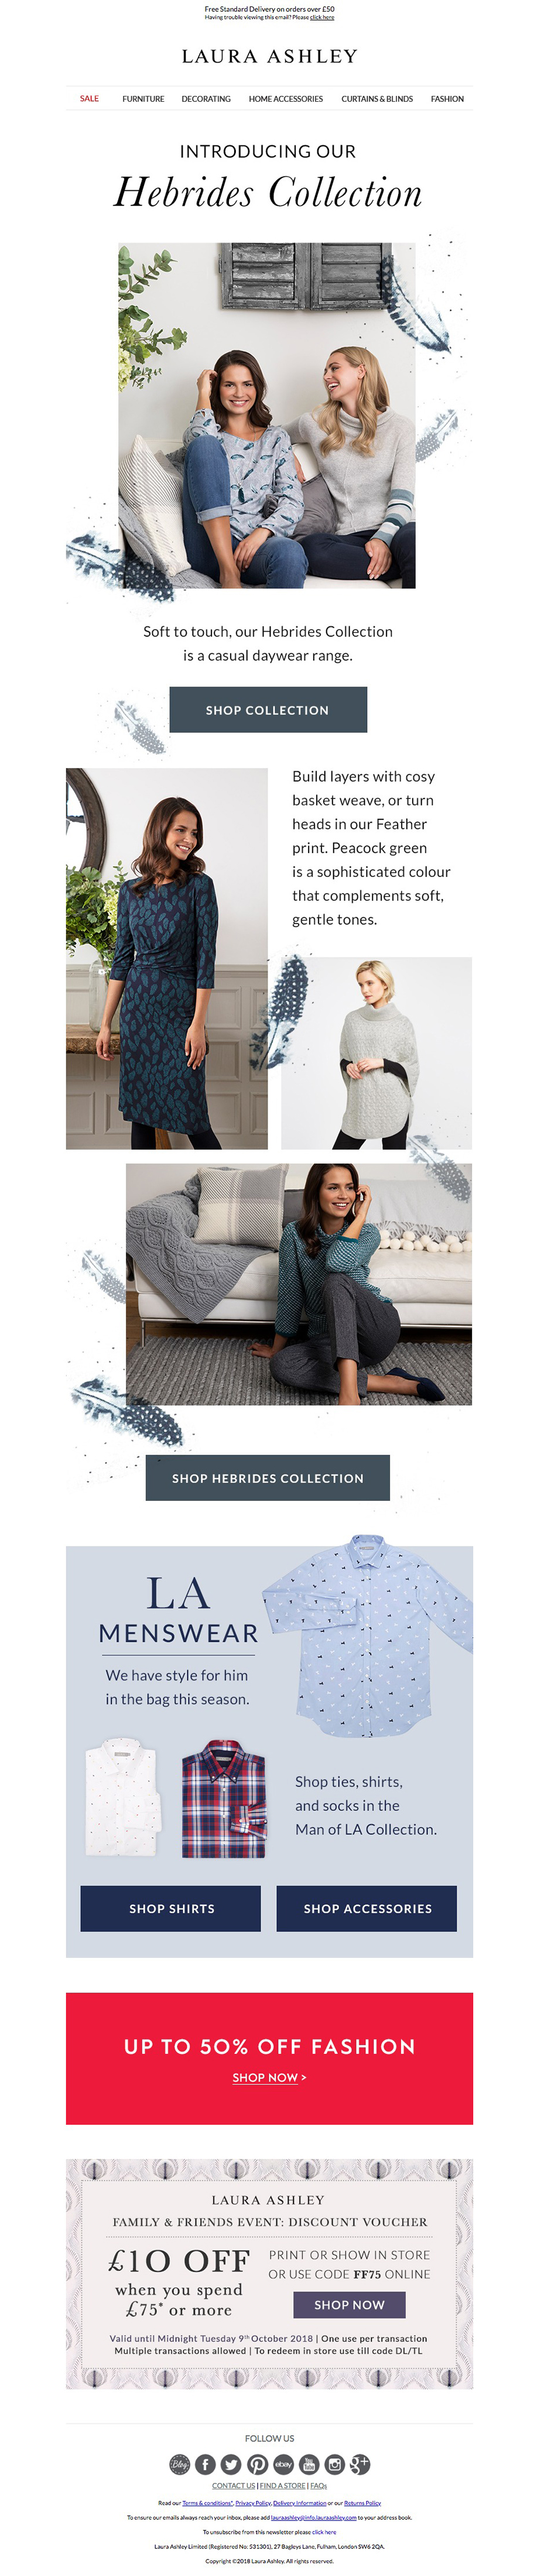 Free Standard Delivery on orders over £50
Having trouble viewing this email? Please click here
LAURA ASHLEY
SALE FURNITURE DECORATING HOME ACCESSORIES CURTAINS & BLINDS FASHION
INTRODUCING OUR
Hebrides Collection
Soft to touch, our Hebrides Collection
is a casual daywear range.
SHOP COLLECTION
Build layers with cosy
basket weave, or turn
heads in our Feather
print. Peacock green
is a sophisticated colour
that complements soft,
gentle tones.
SHOP HEBRIDES COLLECTION
LA
MENSWEAR
We have style for him
in the bag this season.
Shop ties, shirts,
and socks in the
Man of LA Collection.
SHOP SHIRTS
SHOP ACCESSORIES
UP TO 50% OFF FASHION
SHOP NOW >
LAURA ASHLEY
FAMILY & FRIENDS EVENT: DISCOUNT VOUCHER
£10 OFF
when you spend
£75* or more
PRINT OR SHOW IN STORE
OR USE CODE FF75 ONLINE
SHOP NOW
Valid until Midnight Tuesday 9th October 2018 | One use per transaction
Multiple transactions allowed | To redeem in store use till code DL/TL
FOLLOW US
Blog f P ebay You Tube g+
CONTACT US | FIND A STORE | FAQs
Read our Terms & conditions*, Privacy Policy, Delivery Information or our Returns Policy
To ensure our emails always reach your inbox, please add lauraashley@info.lauraashley.com to your address book.
To unsubscribe from this newsletter please click here
Laura Ashley Limited (Registered No: 531301), 27 Bagleys Lane, Fulham, London SW6 2QA.
Copyright ©2018 Laura Ashley. All rights reserved.